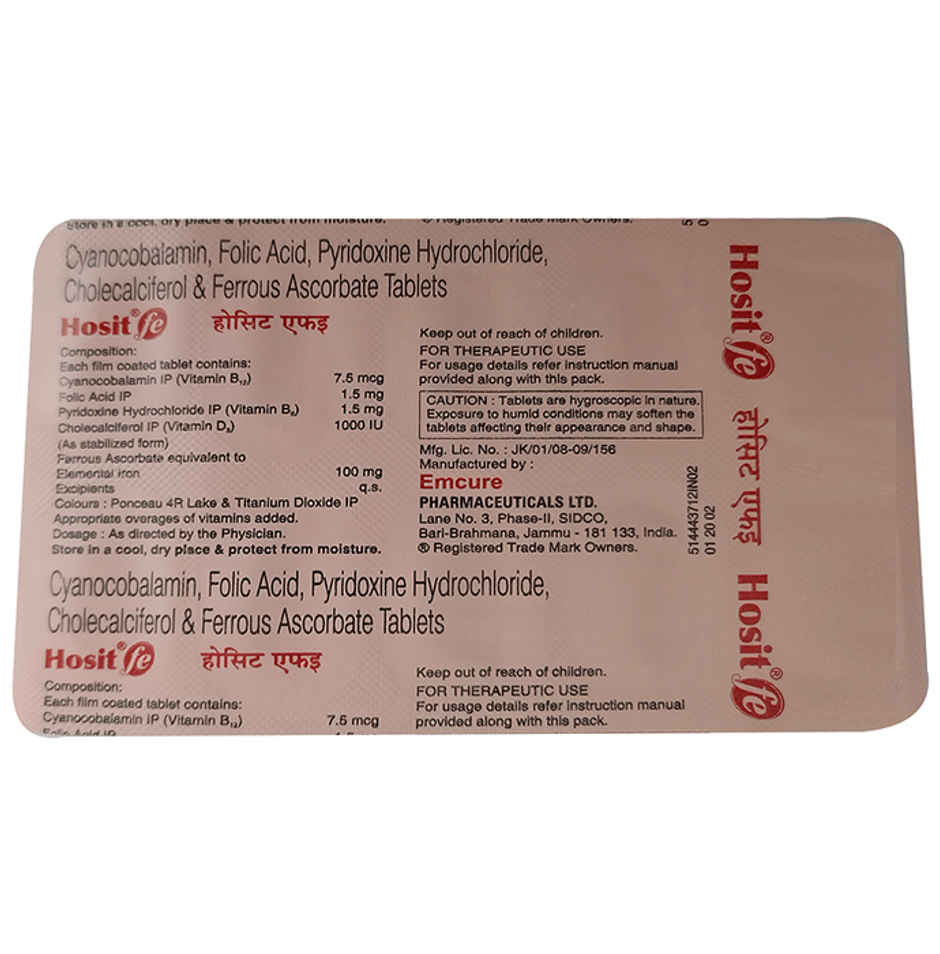 Store in a cool, dry place & protect from moisture.
® Registered Trade Mark Owners.
Cyanocobalamin, Folic Acid, Pyridoxine Hydrochloride,
Cholecalciferol & Ferrous Ascorbate Tablets
Hosit® fe होसिट एफइ
Composition:
Each film coated tablet contains:
Cyanocobalamin IP (Vitamin B₁₂) 7.5 mcg
Folic Acid IP 1.5 mg
Pyridoxine Hydrochloride IP (Vitamin B₆) 1.5 mg
Cholecalciferol IP (Vitamin D₃) 1000 IU
(As stabilized form)
Ferrous Ascorbate equivalent to
Elemental Iron 100 mg
Excipients q.s.
Colours : Ponceau 4R Lake & Titanium Dioxide IP
Appropriate overages of vitamins added.
Dosage : As directed by the Physician.
Store in a cool, dry place & protect from moisture.
Keep out of reach of children.
FOR THERAPEUTIC USE
For usage details refer instruction manual
provided along with this pack.
CAUTION : Tablets are hygroscopic in nature.
Exposure to humid conditions may soften the
tablets affecting their appearance and shape.
Mfg. Lic. No. : JK/01/08-09/156
Manufactured by :
Emcure
PHARMACEUTICALS LTD.
Lane No. 3, Phase-II, SIDCO,
Bari-Brahmana, Jammu - 181 133, India.
® Registered Trade Mark Owners.
514443712IN02
01 20 02
Hosit® fe
होसिट एफइ
Hosit® fe
Cyanocobalamin, Folic Acid, Pyridoxine Hydrochloride,
Cholecalciferol & Ferrous Ascorbate Tablets
Hosit® fe होसिट एफइ
Composition:
Each film coated tablet contains:
Cyanocobalamin IP (Vitamin B₁₂) 7.5 mcg
Folic Acid IP
Keep out of reach of children.
FOR THERAPEUTIC USE
For usage details refer instruction manual
provided along with this pack.